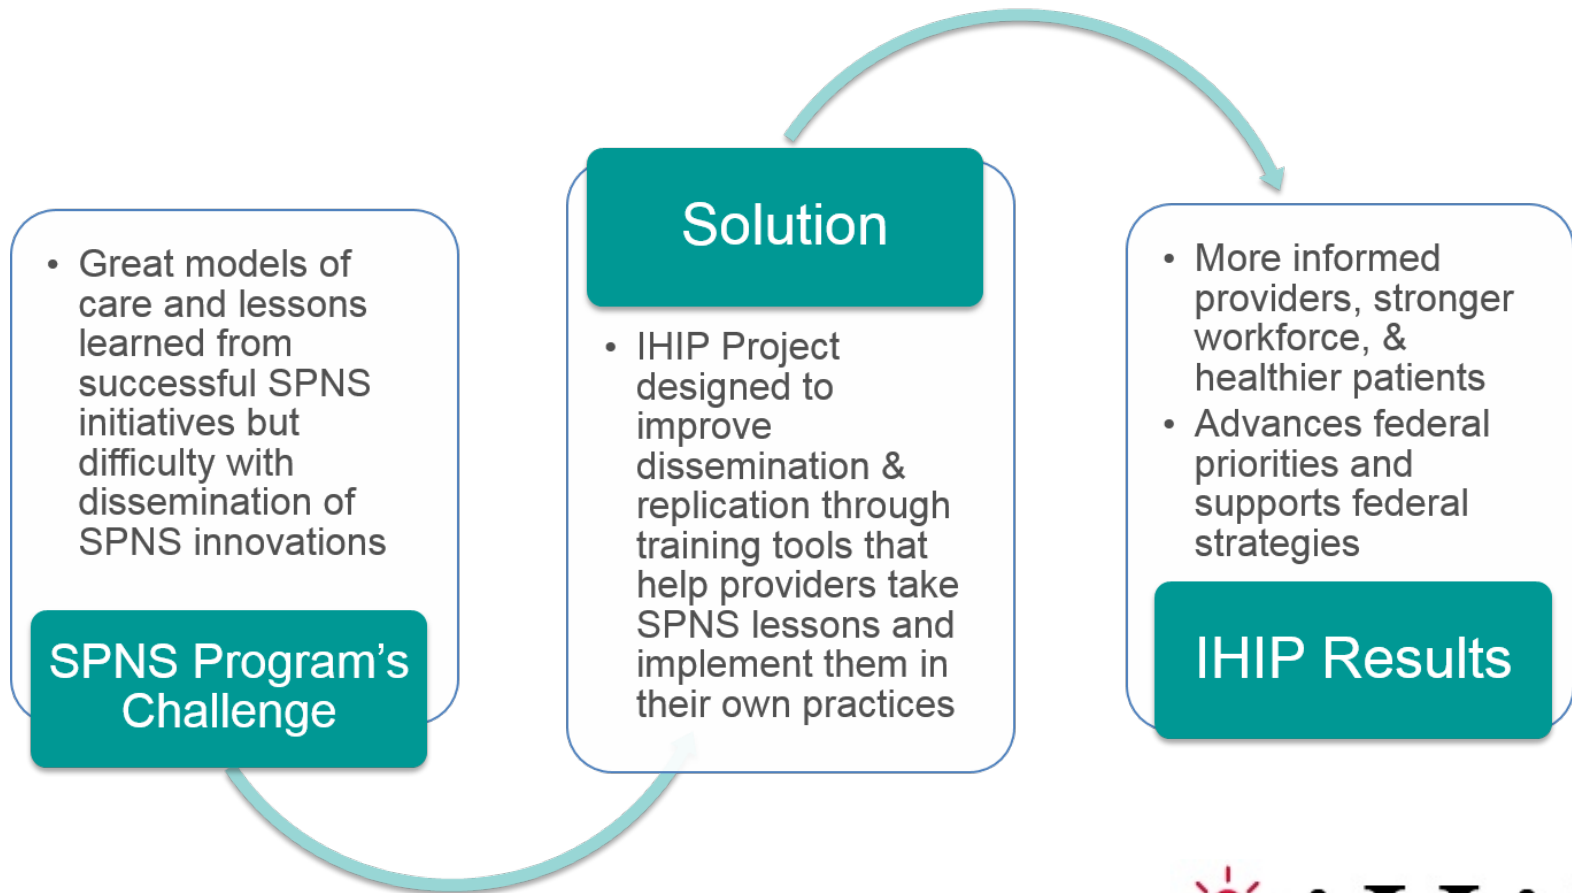 • Great models of
care and lessons
learned from
successful SPNS
initiatives but
difficulty with
dissemination of
SPNS innovations
SPNS Program’s
Challenge
Solution
• IHIP Project
designed to
improve
dissemination &
replication through
training tools that
help providers take
SPNS lessons and
implement them in
their own practices
• More informed
providers, stronger
workforce, &
healthier patients
• Advances federal
priorities and
supports federal
strategies
IHIP Results